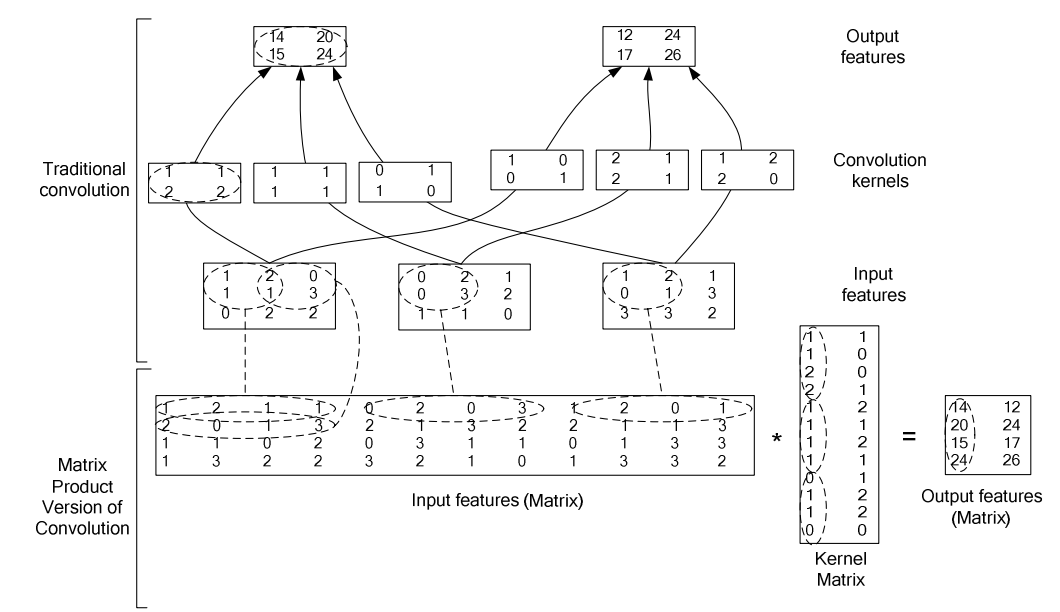 14 20
15 24
12 24
17 26
Output
features
Traditional
convolution
1 1
2 2
1 1
1 1
0 1
1 0
1 0
0 1
2 1
2 1
1 2
2 0
Convolution
kernels
1 2 0
1 1 3
0 2 2
0 2 1
0 3 2
1 1 0
1 2 1
0 1 3
3 3 2
Input
features
Matrix
Product
Version of
Convolution
1 2 1 1 0 2 0 3 1 2 0 1
2 0 1 3 2 1 3 2 2 1 1 3
1 1 0 2 0 3 1 1 0 1 3 3
1 3 2 2 3 2 1 0 1 3 3 2
Input features (Matrix)
*
1 1
1 0
2 0
2 1
1 2
1 1
1 2
1 1
0 1
1 2
1 2
0 0
Kernel
Matrix
=
14 12
20 24
15 17
24 26
Output features
(Matrix)